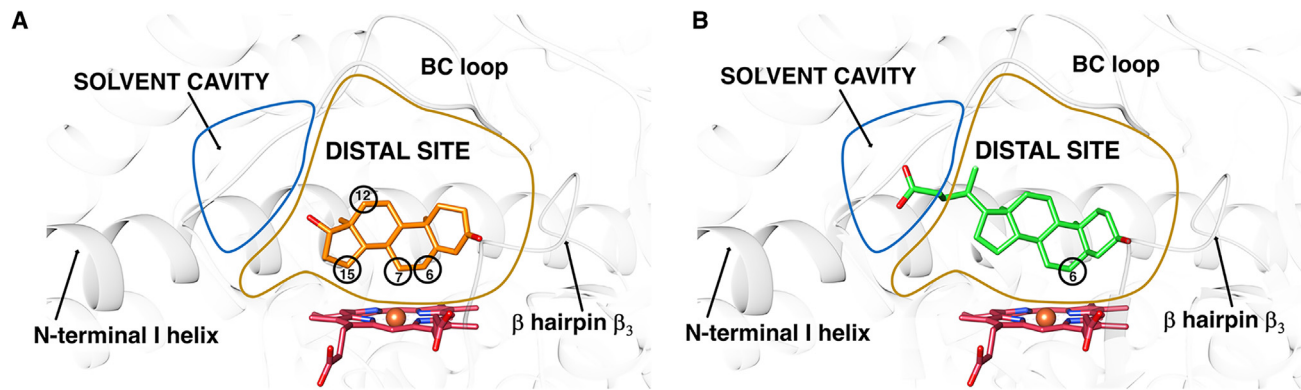 A
SOLVENT CAVITY
BC loop
DISTAL SITE
12
15
7
6
N-terminal I helix
β hairpin β3
B
SOLVENT CAVITY
BC loop
DISTAL SITE
6
N-terminal I helix
β hairpin β3